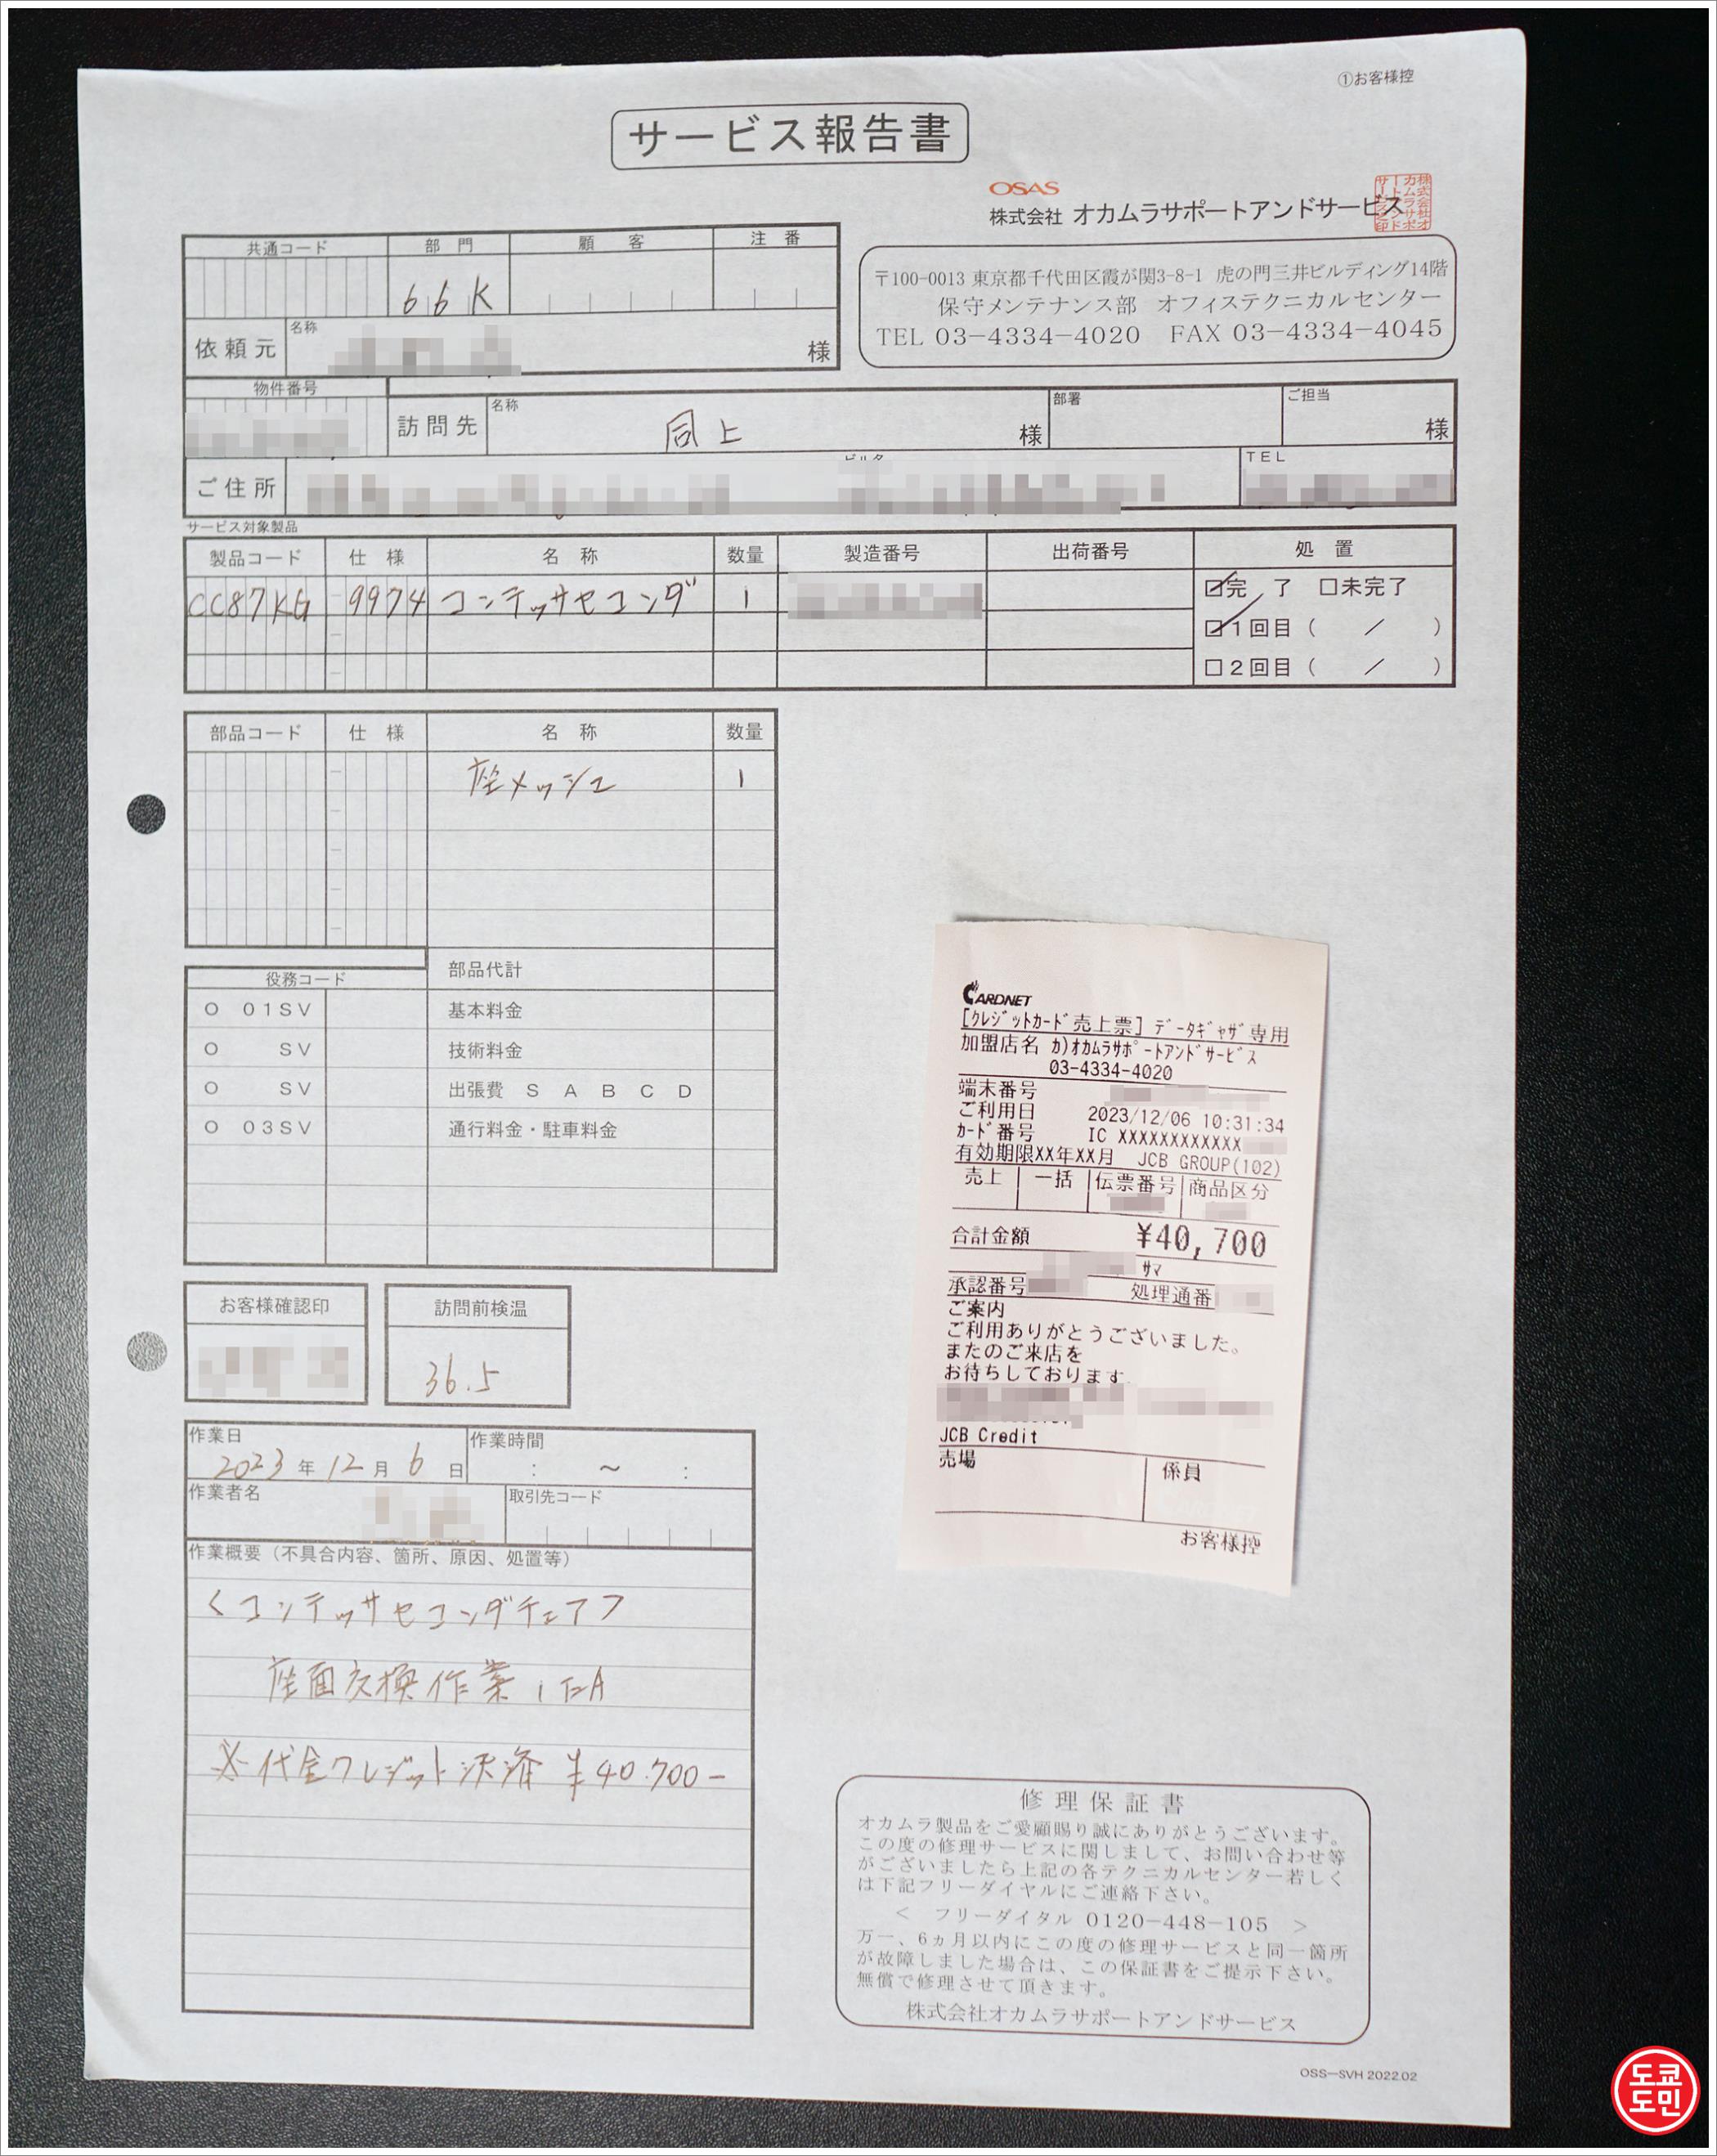 ①お客様控
サービス報告書
OSAS
株式会社 オカムラサポートアンドサービス
〒100-0013 東京都千代田区霞が関3-8-1 虎の門三井ビルディング14階
保守メンテナンス部 オフィステクニカルセンター
TEL 03-4334-4020 FAX 03-4334-4045
共通コード 部門 顧客 注番
66K
依頼元 名称 様
物件番号 訪問先 名称 同上 様 部署 ご担当 様
ご住所 TEL
サービス対象製品
製品コード 仕様 名称 数量 製造番号 出荷番号 処置
CC87KG 9974 コンテッサセコンダ 1
☑完了 □未完了
☑1回目( / )
□2回目( / )
部品コード 仕様 名称 数量
座メッシュ 1
部品代計
役務コード
0 01SV 基本料金
0 SV 技術料金
0 SV 出張費 S A B C D
0 03SV 通行料金・駐車料金
お客様確認印 訪問前検温
36.5
作業日 作業時間
2023年12月6日 : ~ :
作業者名 取引先コード
作業概要(不具合内容、箇所、原因、処置等)
<コンテッサセコンダチェア>
座面交換作業 1EA
※代金クレジット決済 ¥40.700-
CARDNET
[クレジットカード売上票] データギャザ専用
加盟店名 カ)オカムラサポートアンドサービス
03-4334-4020
端末番号
ご利用日 2023/12/06 10:31:34
カード番号 IC XXXXXXXXXXXX
有効期限XX年XX月 JCB GROUP(102)
売上 一括 伝票番号 商品区分
合計金額 ¥40,700
サマ
承認番号 処理通番
ご案内
ご利用ありがとうございました。
またのご来店を
お待ちしております.
JCB Credit
売場 係員
お客様控
修理保証書
オカムラ製品をご愛顧賜り誠にありがとうございます。
この度の修理サービスに関しまして、お問い合わせ等
がございましたら上記の各テクニカルセンター若しく
は下記フリーダイヤルにご連絡下さい。
< フリーダイタル 0120-448-105 >
万一、6ヵ月以内にこの度の修理サービスと同一箇所
が故障しました場合は、この保証書をご提示下さい。
無償で修理させて頂きます。
株式会社オカムラサポートアンドサービス
OSS-SVH 2022.02
도쿄
도민